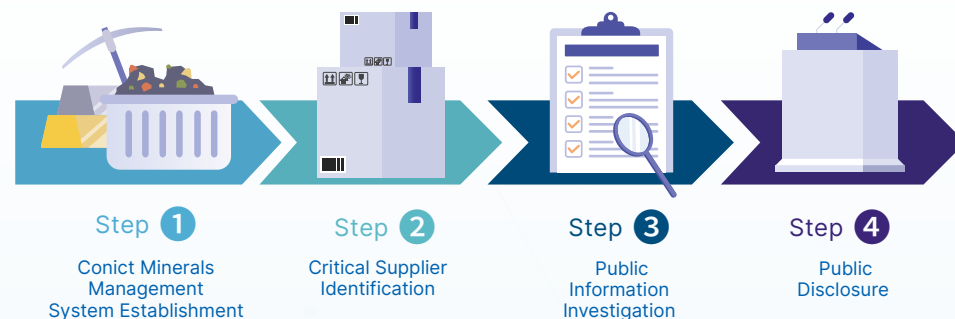 Step 1
Conict Minerals
Management
System Establishment
Step 2
Critical Supplier
Identification
Step 3
Public
Information
Investigation
Step 4
Public
Disclosure